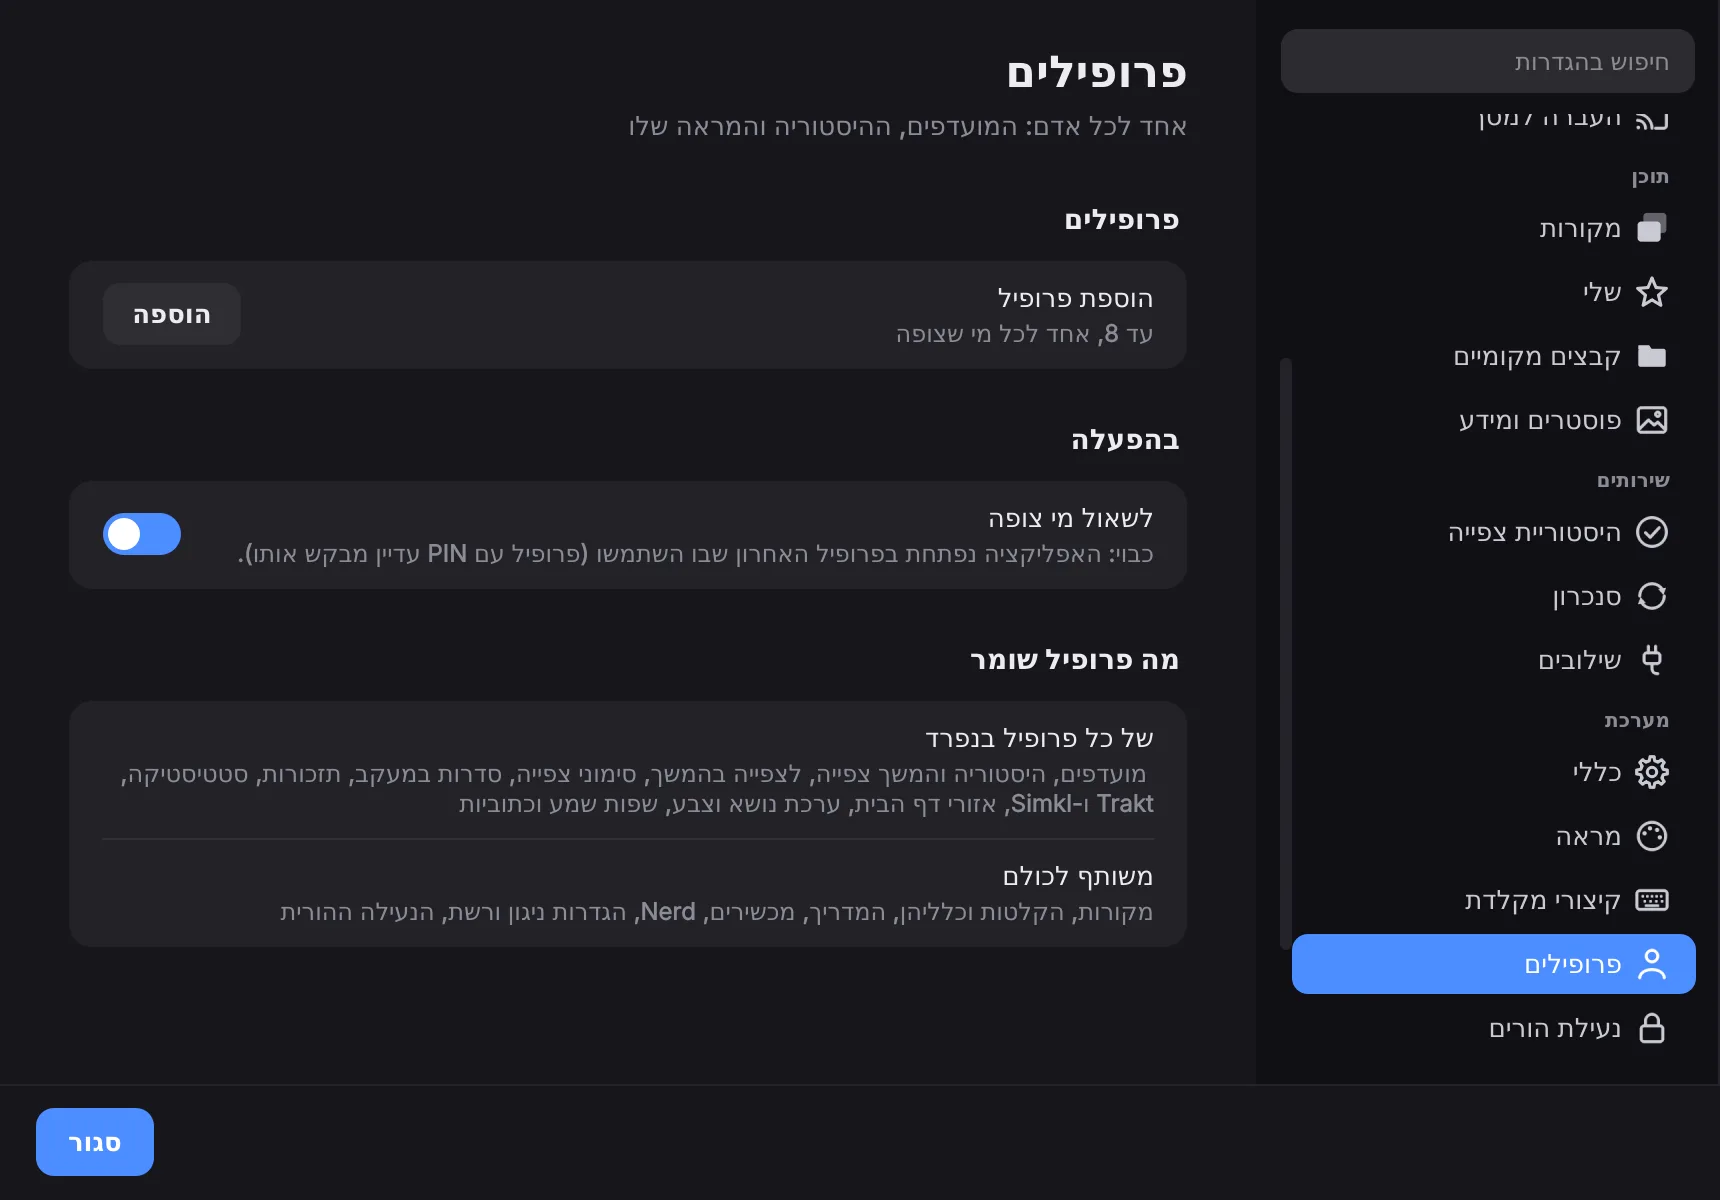 חיפוש בהגדרות
העברה למסך
תוכן
מקורות
שלי
קבצים מקומיים
פוסטרים ומידע
שירותים
היסטוריית צפייה
סנכרון
שילובים
מערכת
כללי
מראה
קיצורי מקלדת
פרופילים
נעילת הורים
פרופילים
אחד לכל אדם: המועדפים, ההיסטוריה והמראה שלו
פרופילים
הוספת פרופיל
עד 8, אחד לכל מי שצופה
הוספה
בהפעלה
לשאול מי צופה
כבוי: האפליקציה נפתחת בפרופיל האחרון שבו השתמשו (פרופיל עם PIN עדיין מבקש אותו).
מה פרופיל שומר
של כל פרופיל בנפרד
מועדפים, היסטוריה והמשך צפייה, לצפייה בהמשך, סימוני צפייה, סדרות במעקב, תזכורות, סטטיסטיקה,
Trakt ו-Simkl, אזורי דף הבית, ערכת נושא וצבע, שפות שמע וכתוביות
משותף לכולם
מקורות, הקלטות וכלליהן, המדריך, מכשירים, Nerd, הגדרות ניגון ורשת, הנעילה ההורית
סגור